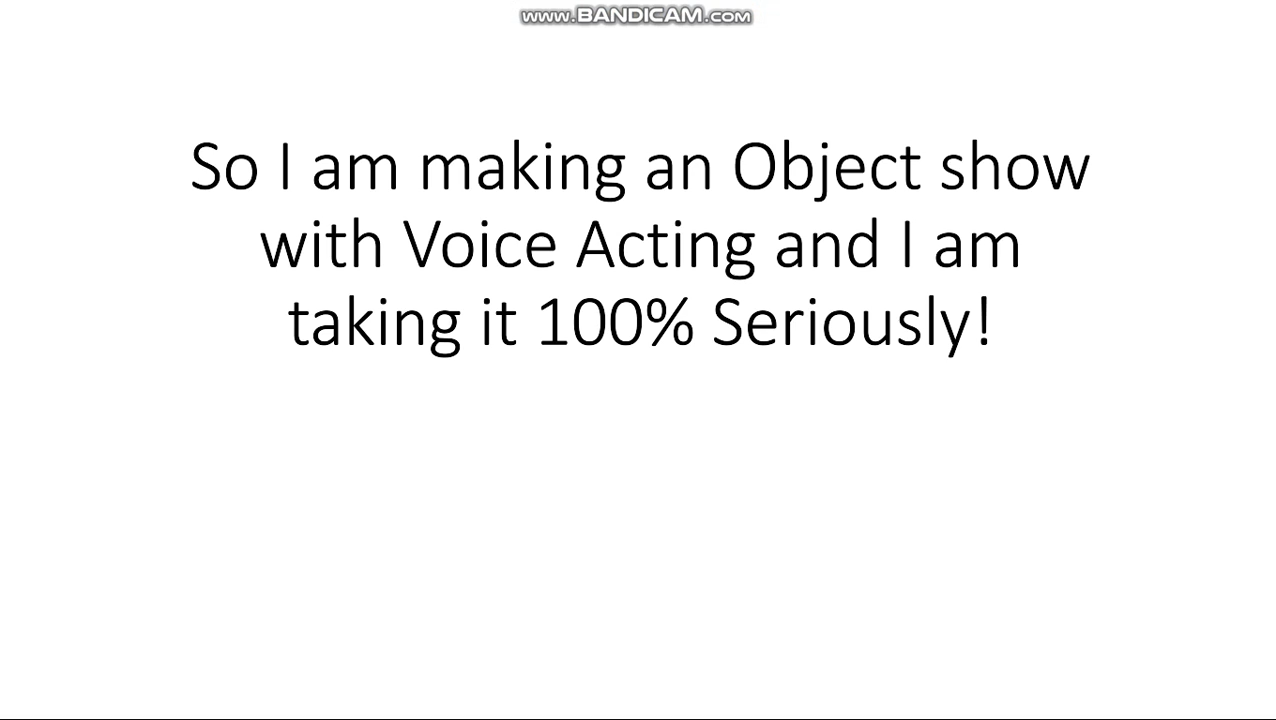 www.BANDICAM.com
So I am making an Object show
with Voice Acting and I am
taking it 100% Seriously!